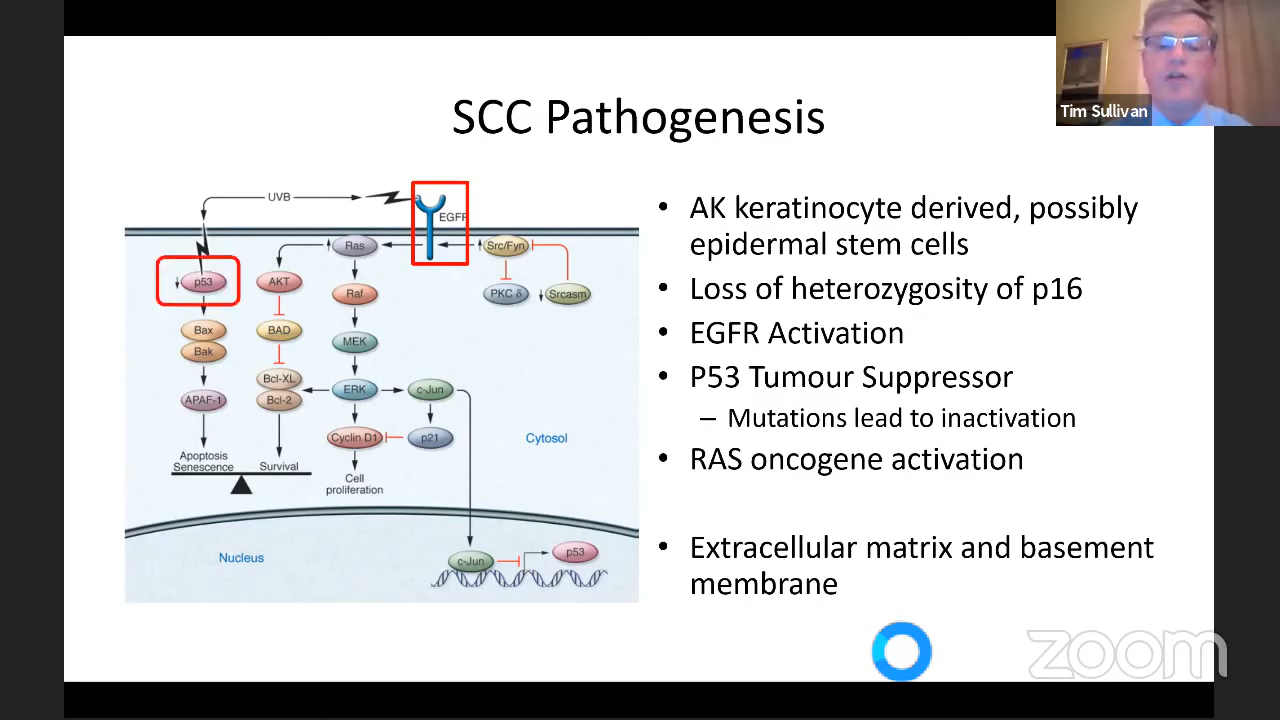 Tim Sullivan
SCC Pathogenesis
UVB
EGFR
Ras
Src/Fyn
p53
AKT
Raf
PKC δ
Srcasm
Bax
BAD
MEK
Bak
Bcl-XL
ERK
c-Jun
APAF-1
Bcl-2
Cyclin D1
p21
Cytosol
Apoptosis
Senescence
Survival
Cell
proliferation
Nucleus
c-Jun
p53
• AK keratinocyte derived, possibly
epidermal stem cells
• Loss of heterozygosity of p16
• EGFR Activation
• P53 Tumour Suppressor
– Mutations lead to inactivation
• RAS oncogene activation
• Extracellular matrix and basement
membrane
zoom